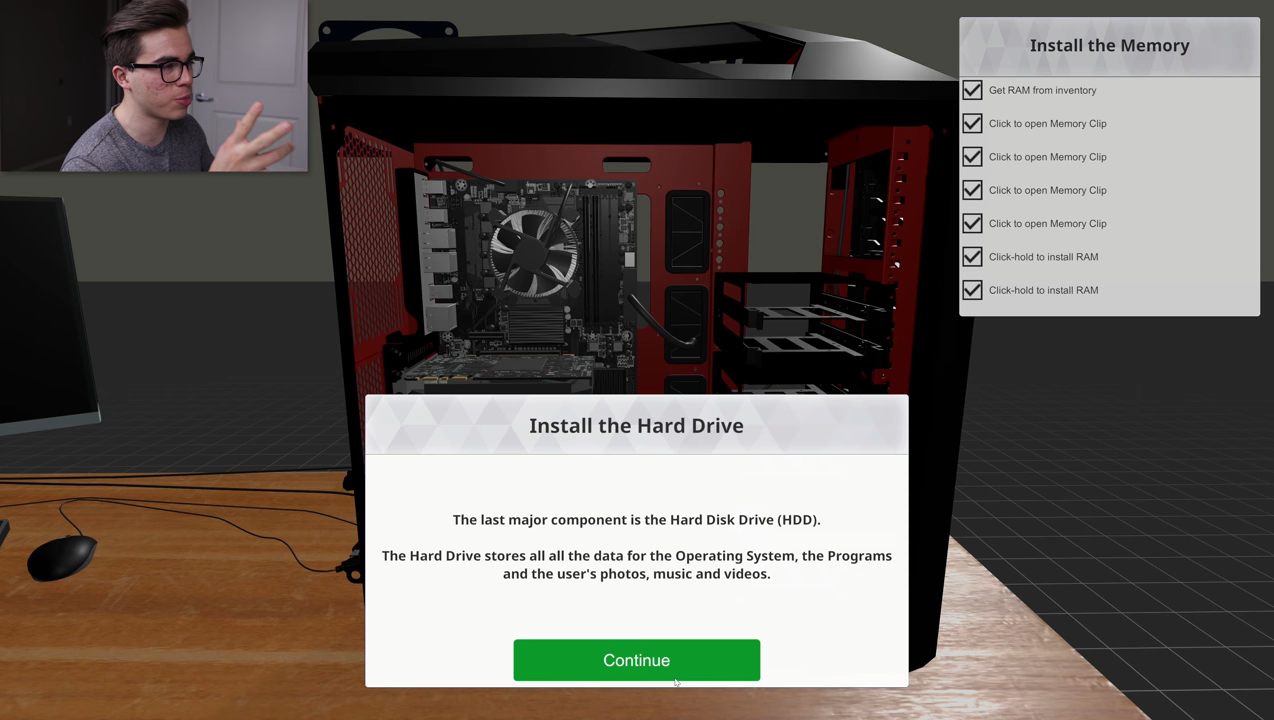 Install the Memory
Get RAM from inventory
Click to open Memory Clip
Click to open Memory Clip
Click to open Memory Clip
Click to open Memory Clip
Click-hold to install RAM
Click-hold to install RAM
Install the Hard Drive
The last major component is the Hard Disk Drive (HDD).
The Hard Drive stores all all the data for the Operating System, the Programs
and the user's photos, music and videos.
Continue